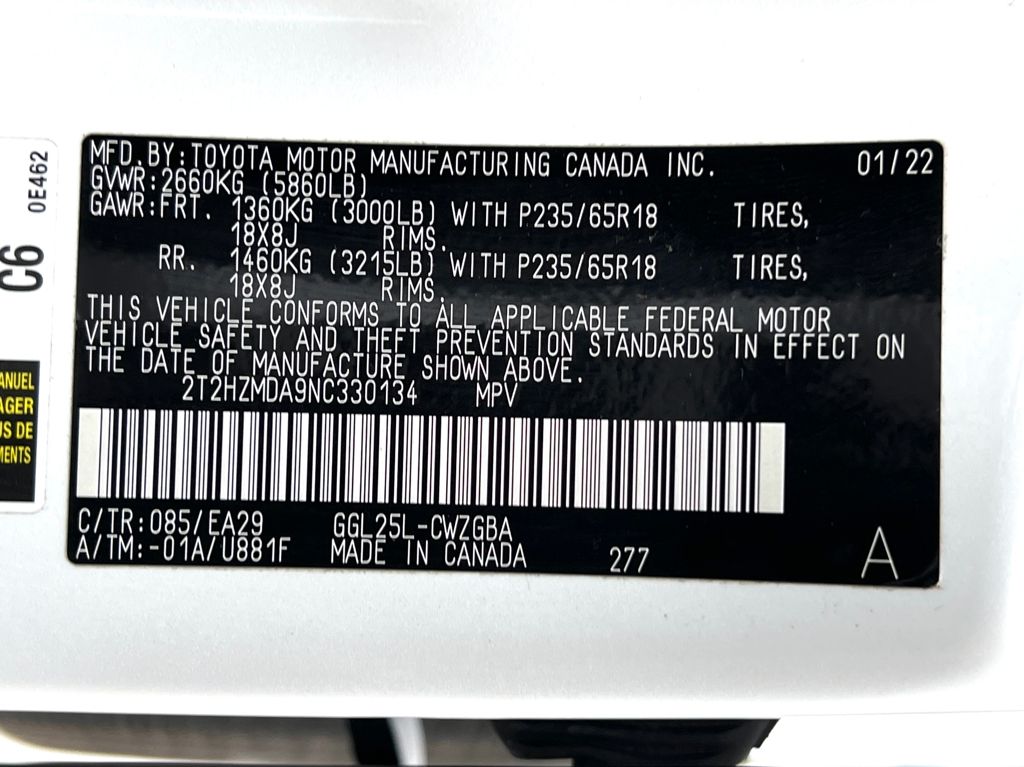 MFD.BY:TOYOTA MOTOR MANUFACTURING CANADA INC. 01/22
GVWR:2660KG (5860LB)
GAWR:FRT. 1360KG (3000LB) WITH P235/65R18 TIRES,
18X8J RIMS.
RR. 1460KG (3215LB) WITH P235/65R18 TIRES,
18X8J RIMS.
THIS VEHICLE CONFORMS TO ALL APPLICABLE FEDERAL MOTOR
VEHICLE SAFETY AND THEFT PREVENTION STANDARDS IN EFFECT ON
THE DATE OF MANUFACTURE SHOWN ABOVE.
2T2HZMDA9NC330134 MPV
C/TR:085/EA29 GGL25L-CWZGBA
A/TM:-01A/U881F MADE IN CANADA 277 A
C6 0E462
US DE